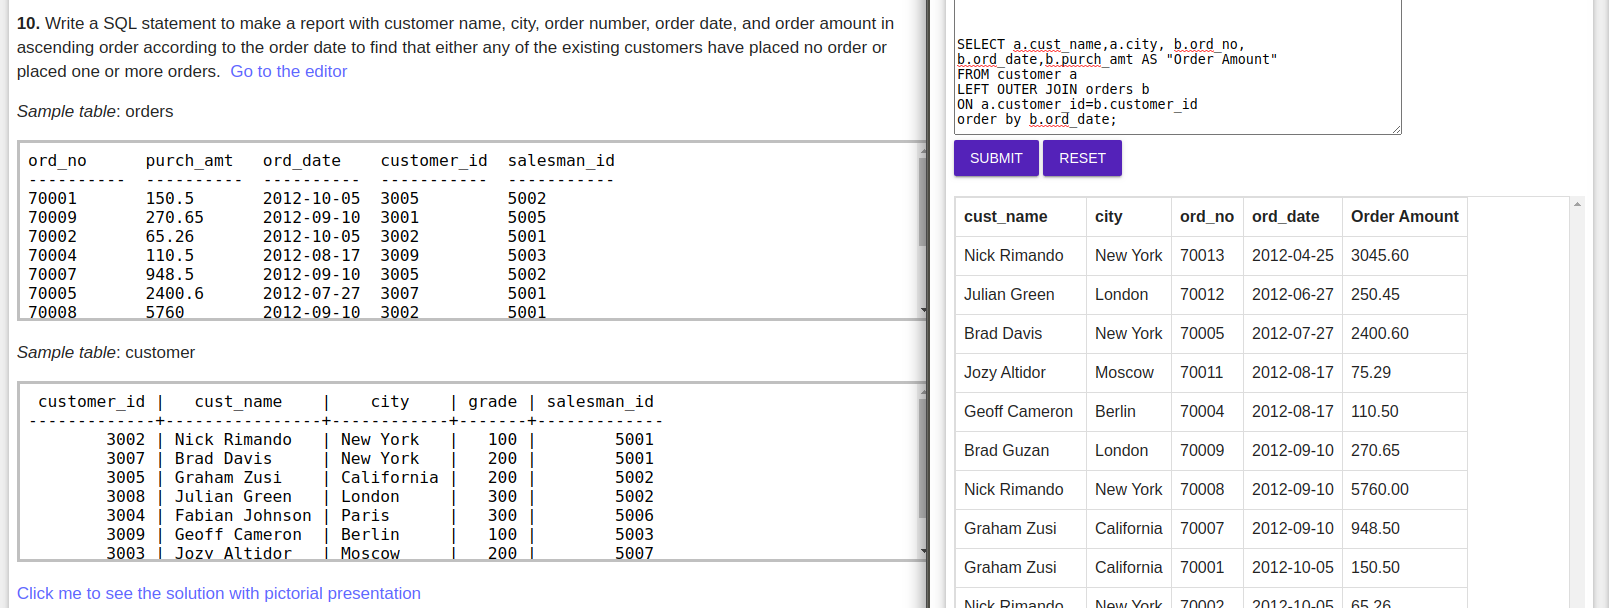 10. Write a SQL statement to make a report with customer name, city, order number, order date, and order amount in
ascending order according to the order date to find that either any of the existing customers have placed no order or
placed one or more orders. Go to the editor
Sample table: orders
ord_no purch_amt ord_date customer_id salesman_id
---------- ---------- ---------- ----------- -----------
70001 150.5 2012-10-05 3005 5002
70009 270.65 2012-09-10 3001 5005
70002 65.26 2012-10-05 3002 5001
70004 110.5 2012-08-17 3009 5003
70007 948.5 2012-09-10 3005 5002
70005 2400.6 2012-07-27 3007 5001
70008 5760 2012-09-10 3002 5001
Sample table: customer
customer_id | cust_name | city | grade | salesman_id
-------------+----------------+------------+-------+-------------
3002 | Nick Rimando | New York | 100 | 5001
3007 | Brad Davis | New York | 200 | 5001
3005 | Graham Zusi | California | 200 | 5002
3008 | Julian Green | London | 300 | 5002
3004 | Fabian Johnson | Paris | 300 | 5006
3009 | Geoff Cameron | Berlin | 100 | 5003
3003 | Jozy Altidor | Moscow | 200 | 5007
Click me to see the solution with pictorial presentation
SELECT a.cust_name,a.city, b.ord_no,
b.ord_date,b.purch_amt AS "Order Amount"
FROM customer a
LEFT OUTER JOIN orders b
ON a.customer_id=b.customer_id
order by b.ord_date;
SUBMIT RESET
cust_name city ord_no ord_date Order Amount
Nick Rimando New York 70013 2012-04-25 3045.60
Julian Green London 70012 2012-06-27 250.45
Brad Davis New York 70005 2012-07-27 2400.60
Jozy Altidor Moscow 70011 2012-08-17 75.29
Geoff Cameron Berlin 70004 2012-08-17 110.50
Brad Guzan London 70009 2012-09-10 270.65
Nick Rimando New York 70008 2012-09-10 5760.00
Graham Zusi California 70007 2012-09-10 948.50
Graham Zusi California 70001 2012-10-05 150.50
Nick Rimando New York 70002 2012-10-05 65.26